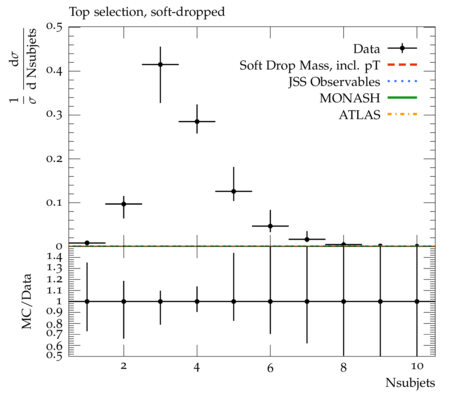 Top selection, soft-dropped
1/σ dσ/d Nsubjets
0.5
0.4
0.3
0.2
0.1
0
Data
Soft Drop Mass, incl. pT
JSS Observables
MONASH
ATLAS
MC/Data
1.4
1.3
1.2
1.1
1
0.9
0.8
0.7
0.6
0.5
2 4 6 8 10
Nsubjets